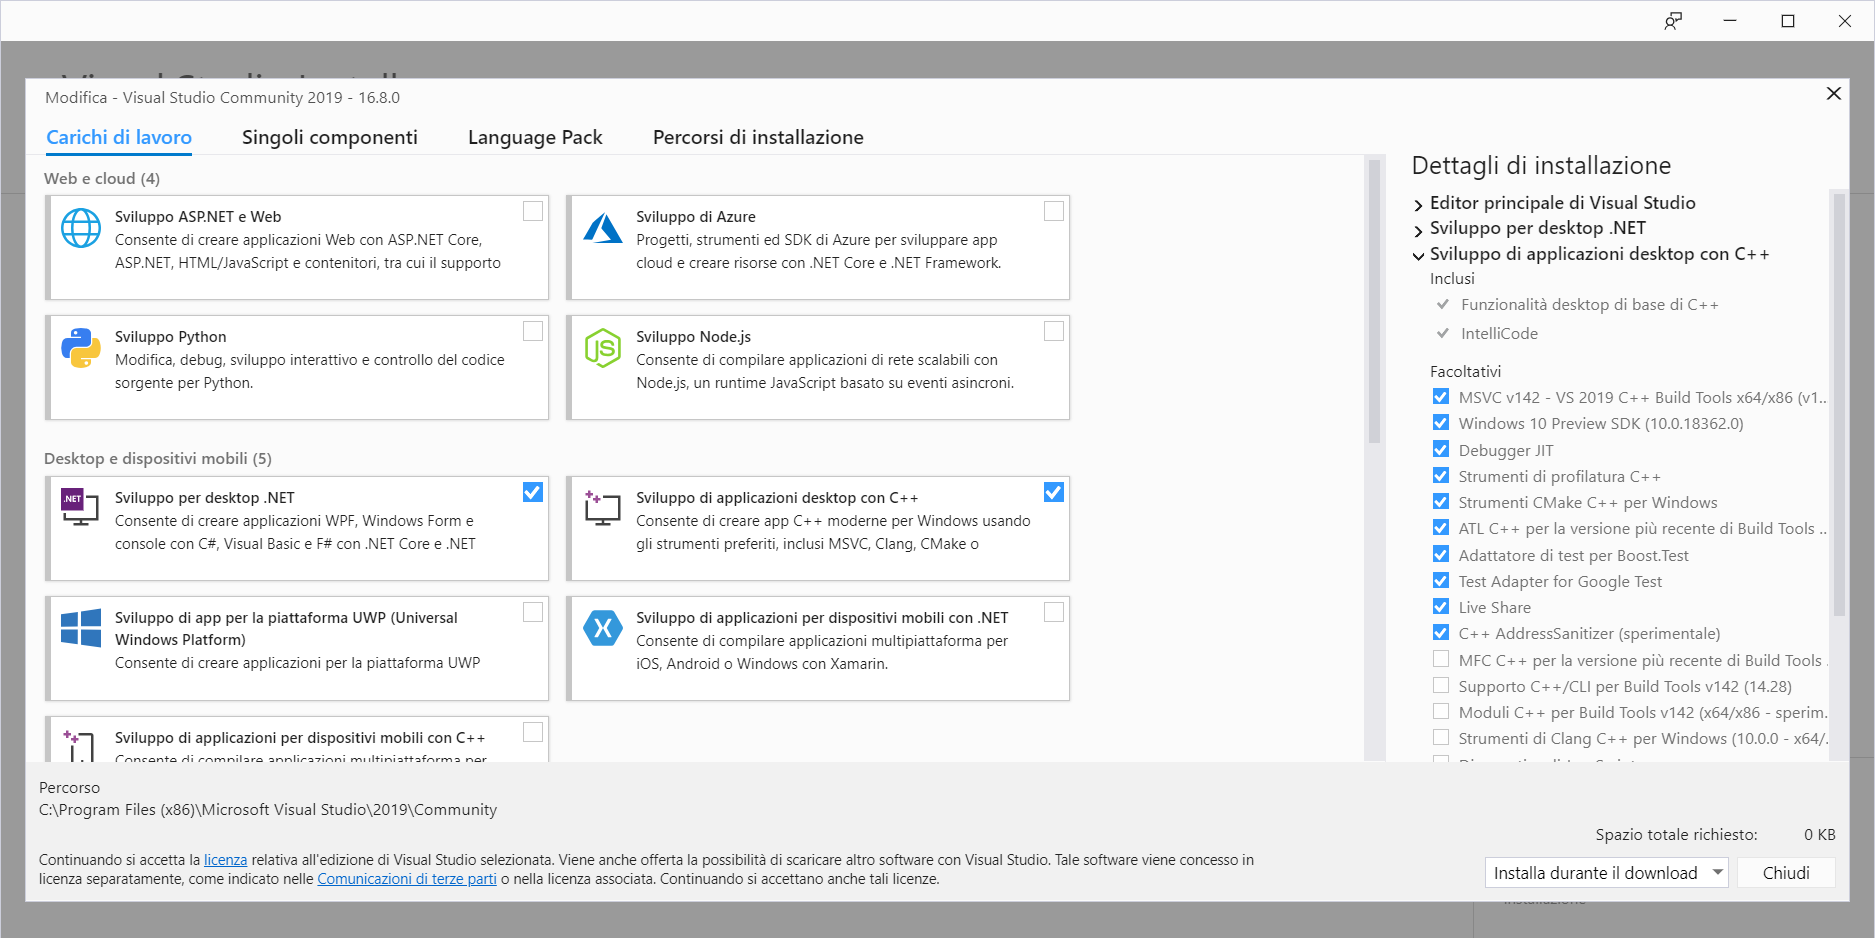 Modifica - Visual Studio Community 2019 - 16.8.0
Carichi di lavoro
Singoli componenti
Language Pack
Percorsi di installazione
Web e cloud (4)
Sviluppo ASP.NET e Web
Consente di creare applicazioni Web con ASP.NET Core,
ASP.NET, HTML/JavaScript e contenitori, tra cui il supporto
Sviluppo di Azure
Progetti, strumenti ed SDK di Azure per sviluppare app
cloud e creare risorse con .NET Core e .NET Framework.
Sviluppo Python
Modifica, debug, sviluppo interattivo e controllo del codice
sorgente per Python.
Sviluppo Node.js
Consente di compilare applicazioni di rete scalabili con
Node.js, un runtime JavaScript basato su eventi asincroni.
Desktop e dispositivi mobili (5)
.NET
Sviluppo per desktop .NET
Consente di creare applicazioni WPF, Windows Form e
console con C#, Visual Basic e F# con .NET Core e .NET
Sviluppo di applicazioni desktop con C++
Consente di creare app C++ moderne per Windows usando
gli strumenti preferiti, inclusi MSVC, Clang, CMake o
Sviluppo di app per la piattaforma UWP (Universal
Windows Platform)
Consente di creare applicazioni per la piattaforma UWP
Sviluppo di applicazioni per dispositivi mobili con .NET
Consente di compilare applicazioni multipiattaforma per
iOS, Android o Windows con Xamarin.
Sviluppo di applicazioni per dispositivi mobili con C++
Consente di compilare applicazioni multipiattaforma per
Dettagli di installazione
Editor principale di Visual Studio
Sviluppo per desktop .NET
Sviluppo di applicazioni desktop con C++
Inclusi
Funzionalità desktop di base di C++
IntelliCode
Facoltativi
MSVC v142 - VS 2019 C++ Build Tools x64/x86 (v1...
Windows 10 Preview SDK (10.0.18362.0)
Debugger JIT
Strumenti di profilatura C++
Strumenti CMake C++ per Windows
ATL C++ per la versione più recente di Build Tools ...
Adattatore di test per Boost.Test
Test Adapter for Google Test
Live Share
C++ AddressSanitizer (sperimentale)
MFC C++ per la versione più recente di Build Tools ...
Supporto C++/CLI per Build Tools v142 (14.28)
Moduli C++ per Build Tools v142 (x64/x86 - sperim...
Strumenti di Clang C++ per Windows (10.0.0 - x64/...
Percorso
C:\Program Files (x86)\Microsoft Visual Studio\2019\Community
Spazio totale richiesto: 0 KB
Continuando si accetta la licenza relativa all'edizione di Visual Studio selezionata. Viene anche offerta la possibilità di scaricare altro software con Visual Studio. Tale software viene concesso in
licenza separatamente, come indicato nelle Comunicazioni di terze parti o nella licenza associata. Continuando si accettano anche tali licenze.
Installa durante il download
Chiudi